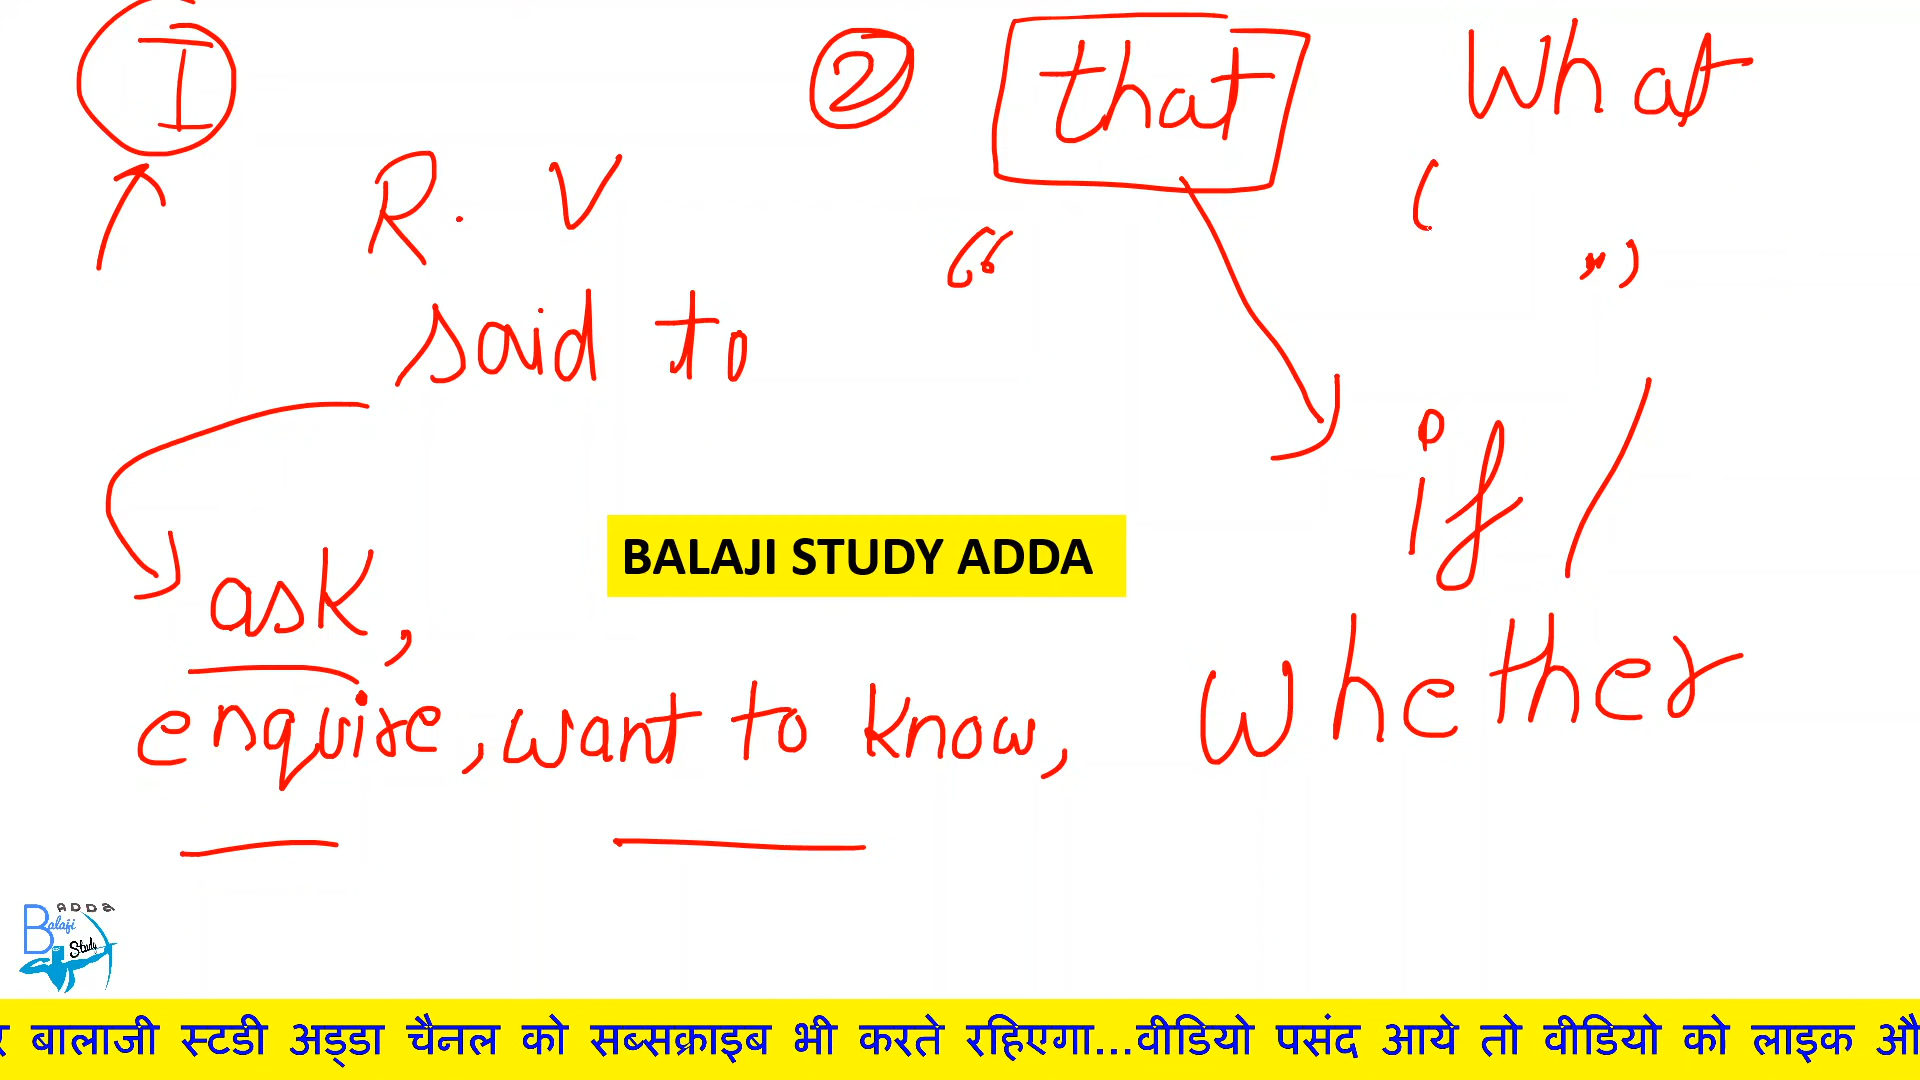 I
② that What
R. V
“ ( ”)
said to
if /
ask,
BALAJI STUDY ADDA
enquire, want to know, Whether
ADDA
Balaji
Study
र बालाजी स्टडी अड्डा चैनल को सब्सक्राइब भी करते रहिएगा...वीडियो पसंद आये तो वीडियो को लाइक औ